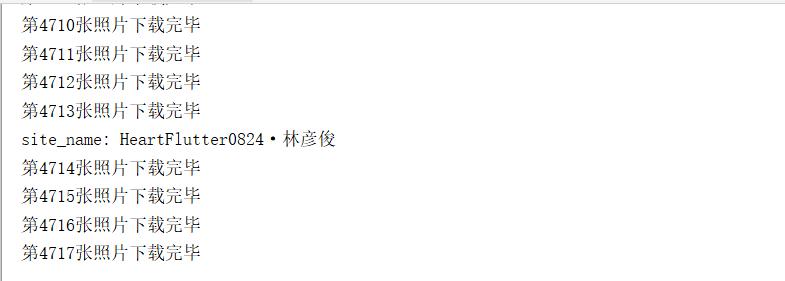 第4710张照片下载完毕
第4711张照片下载完毕
第4712张照片下载完毕
第4713张照片下载完毕
site_name: HeartFlutter0824·林彦俊
第4714张照片下载完毕
第4715张照片下载完毕
第4716张照片下载完毕
第4717张照片下载完毕